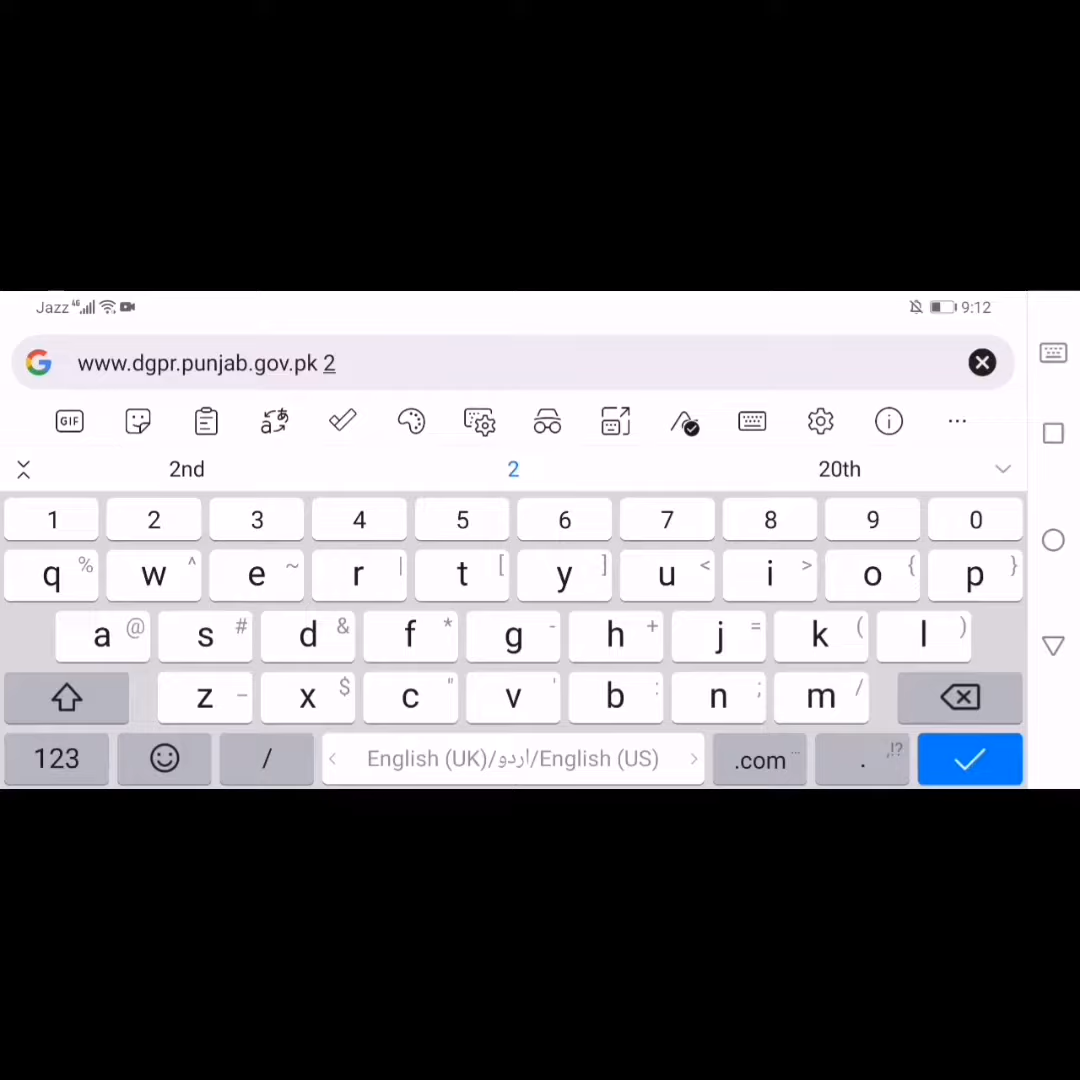 Jazz 4G 9:12
www.dgpr.punjab.gov.pk 2
GIF
2nd 2 20th
1 2 3 4 5 6 7 8 9 0
q % w ^ e ~ r | t [ y ] u < i > o { p }
a @ s # d & f * g - h + j = k ( l )
z _ x $ c " v ' b : n ; m /
123 / English (UK)/اردو/English (US) .com ... . ,!?